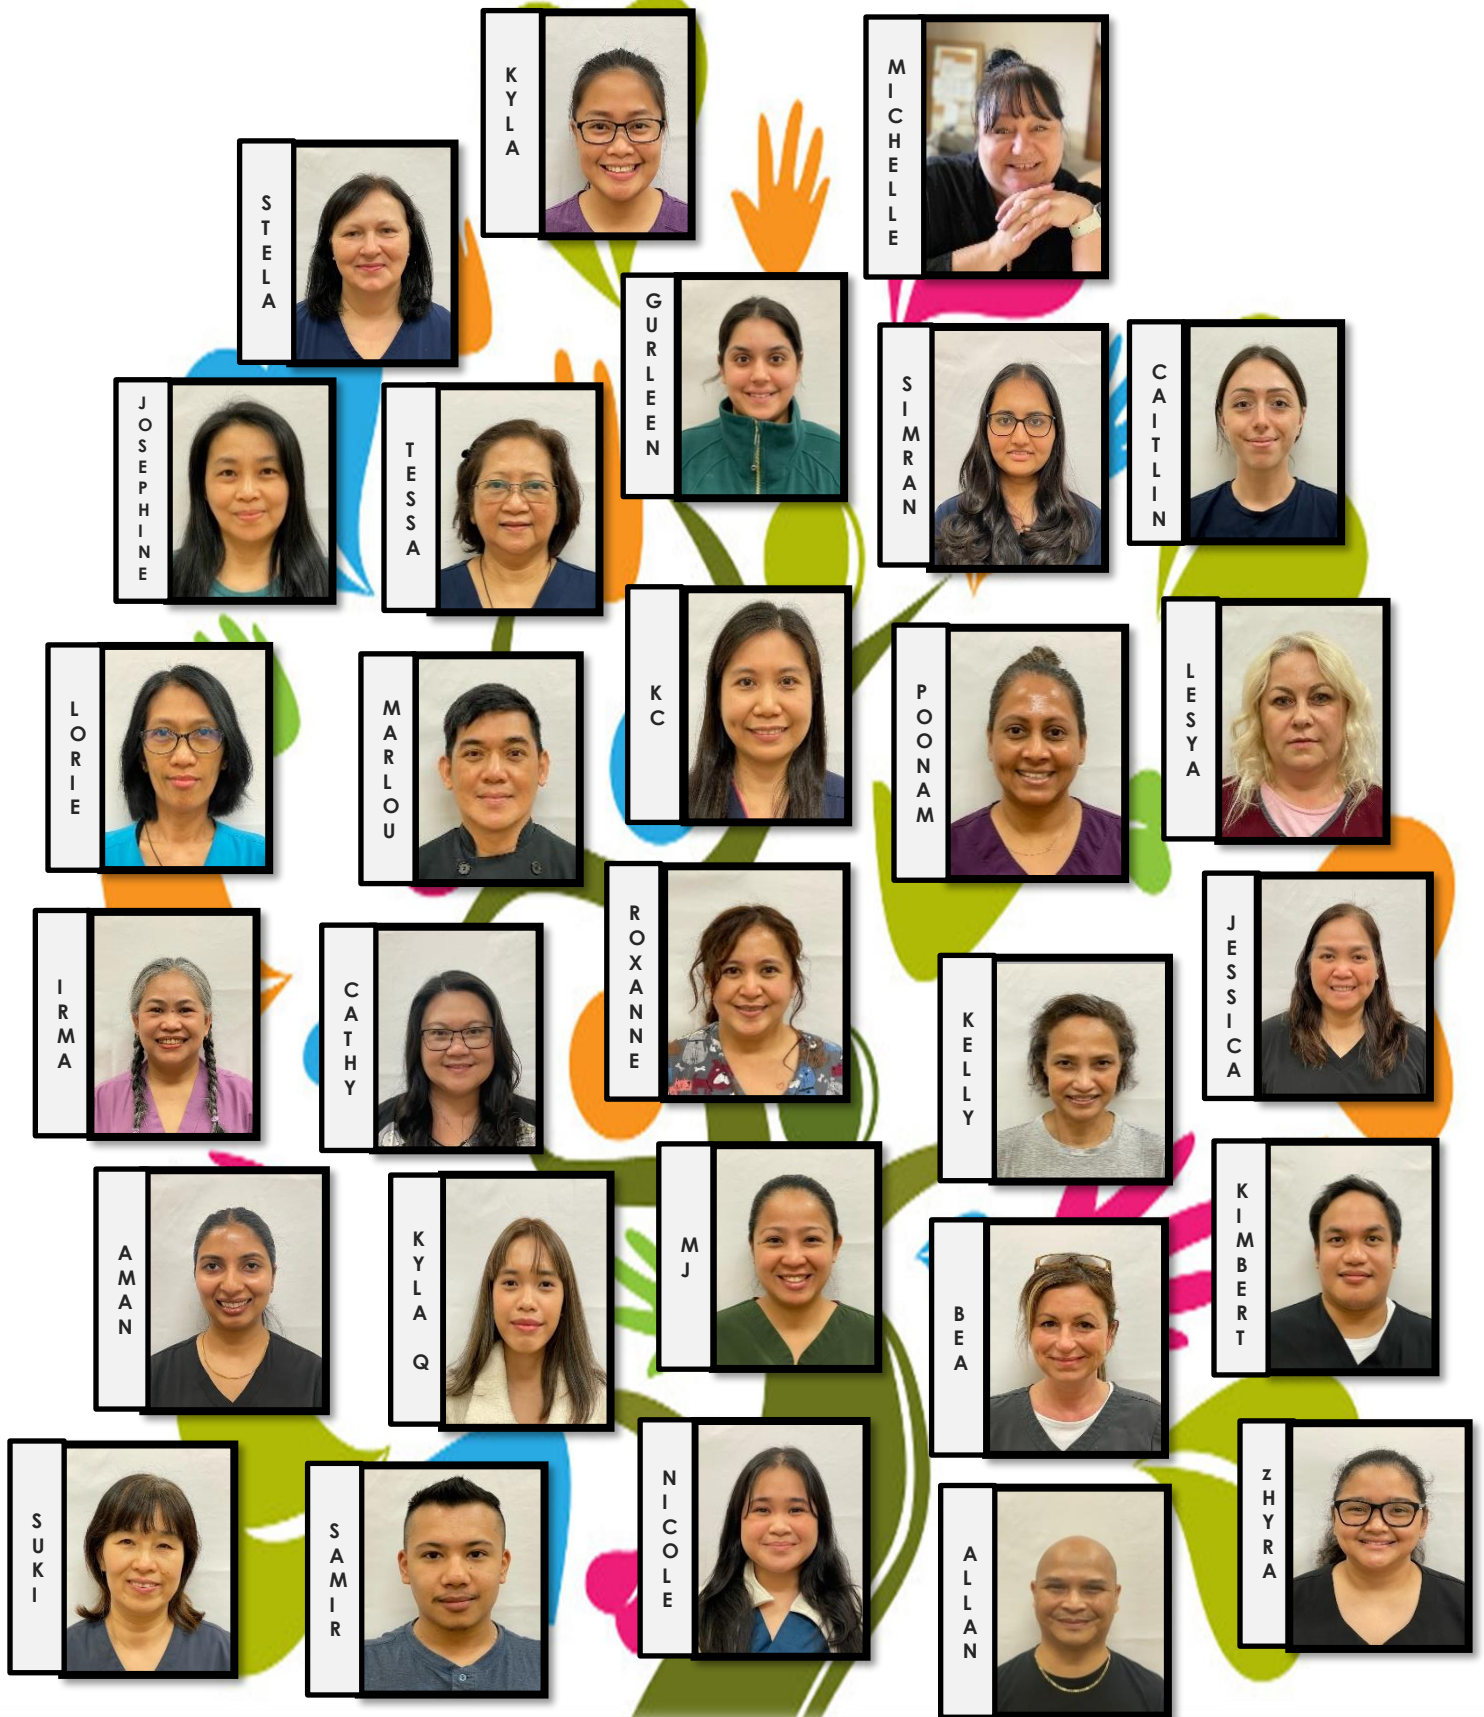 KYLA
MICHELLE
STELA
GURLEEN
SIMRAN
CAITLIN
JOSEPHINE
TESSA
KC
POONAM
LESYA
LORIE
MARLOU
ROXANNE
JESSICA
IRMA
CATHY
KELLY
AMAN
KYLA Q
MJ
BEA
KIMBERT
SUKI
SAMIR
NICOLE
ALLAN
zHYRA